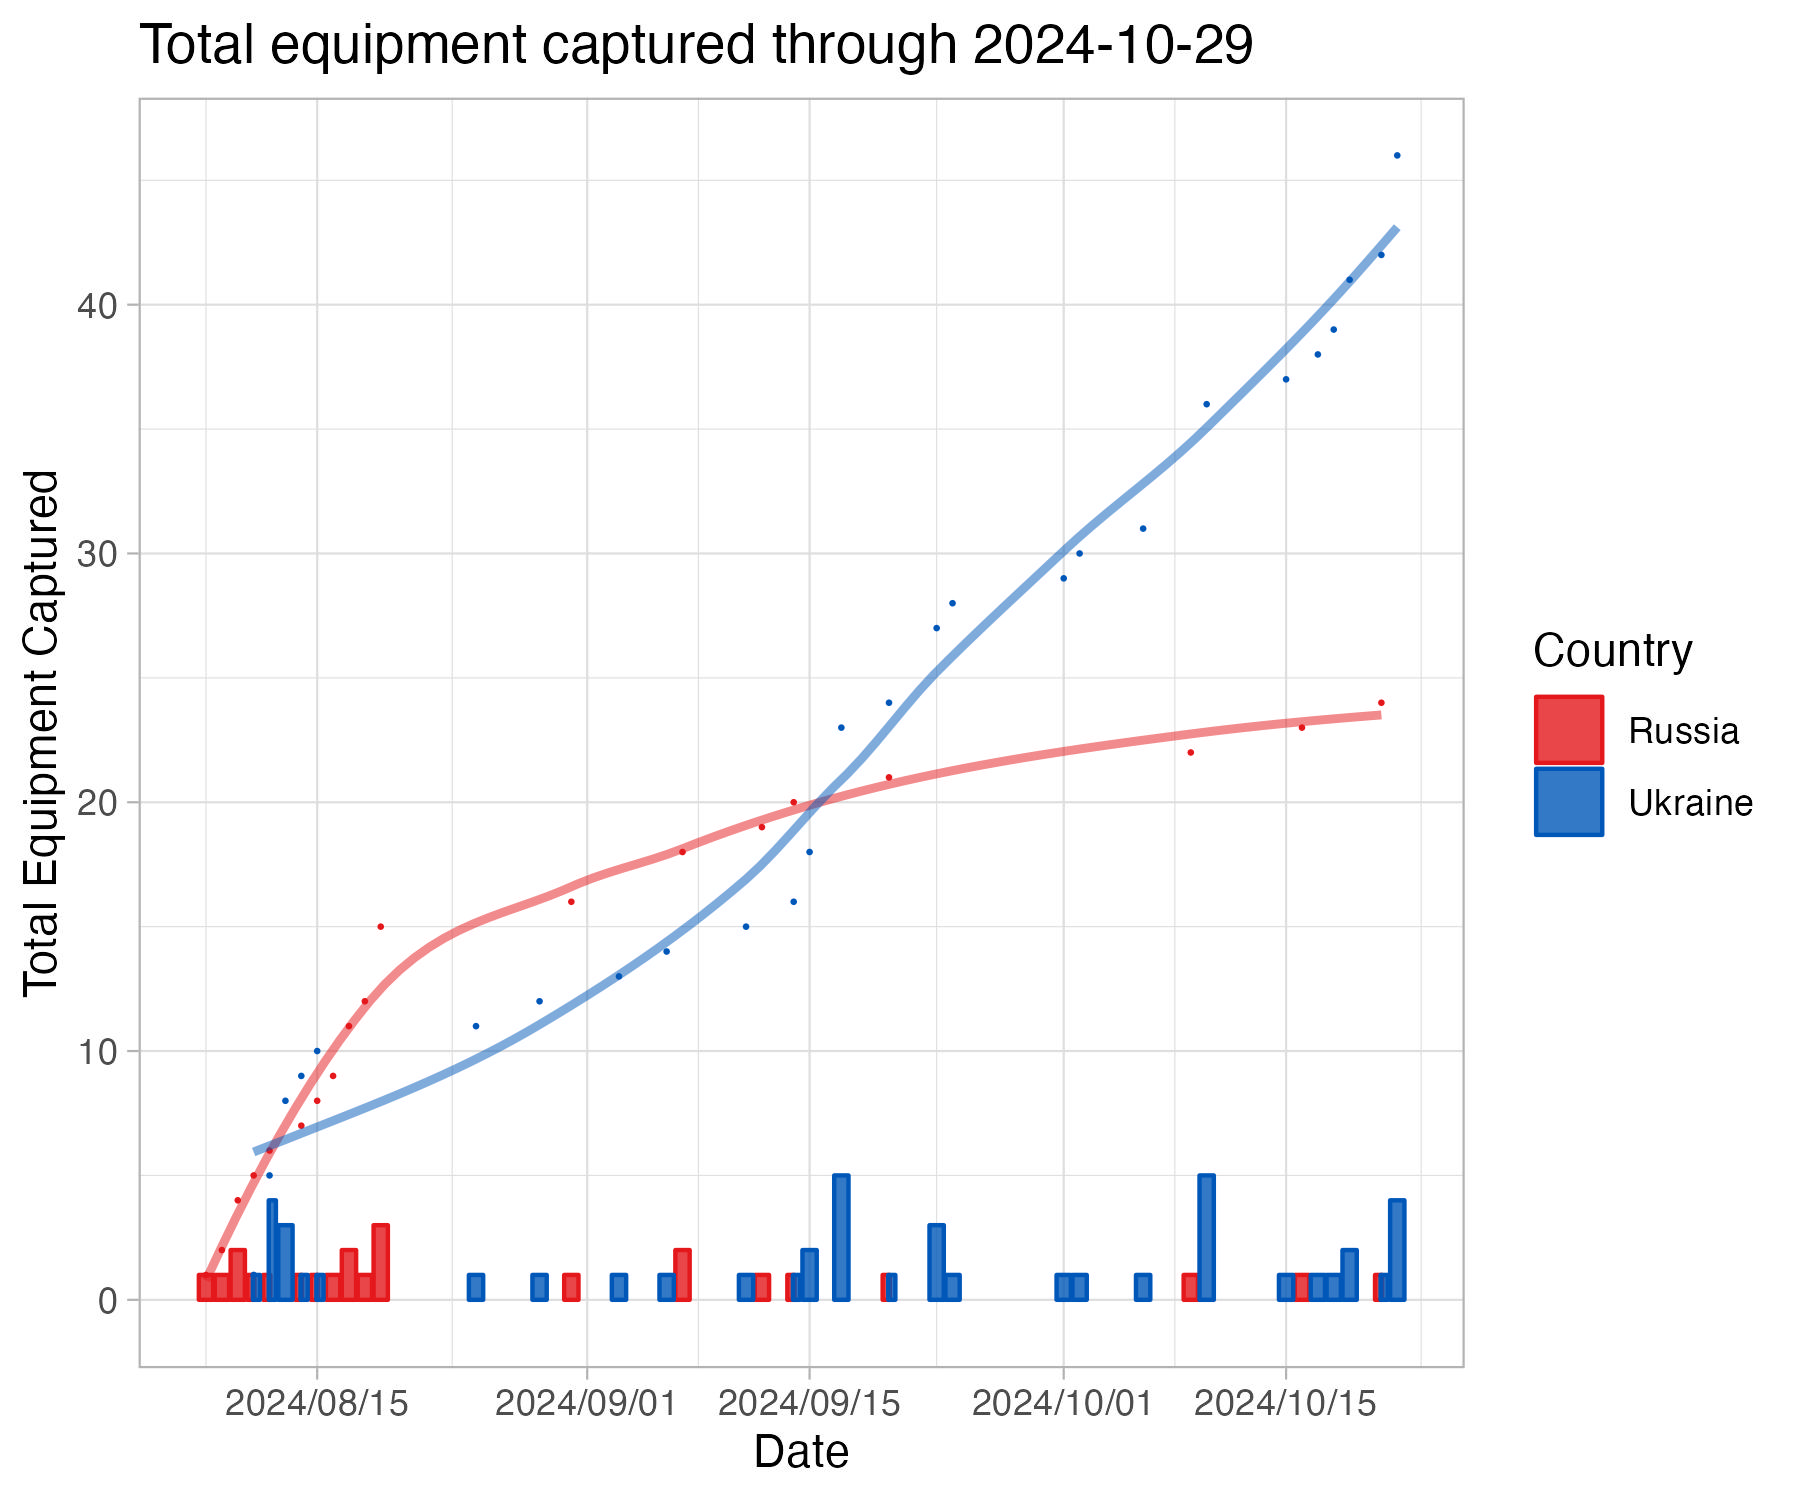 Total equipment captured through 2024-10-29
Total Equipment Captured
40
30
20
10
0
2024/08/15
2024/09/01
2024/09/15
2024/10/01
2024/10/15
Date
Country
Russia
Ukraine